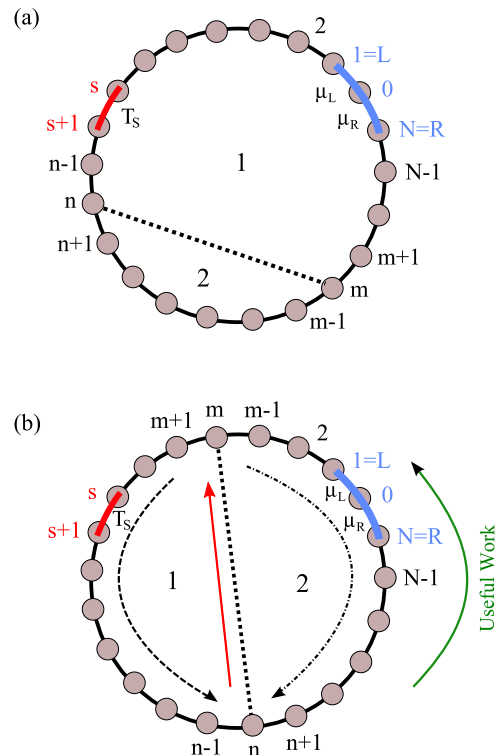 (a)
2
1=L
s
μL
0
TS
μR
s+1
N=R
n-1
1
N-1
n
n+1
m+1
2
m
m-1
(b)
m
m+1
m-1
2
1=L
s
μL
0
TS
μR
s+1
N=R
1
2
N-1
Useful Work
n-1
n
n+1